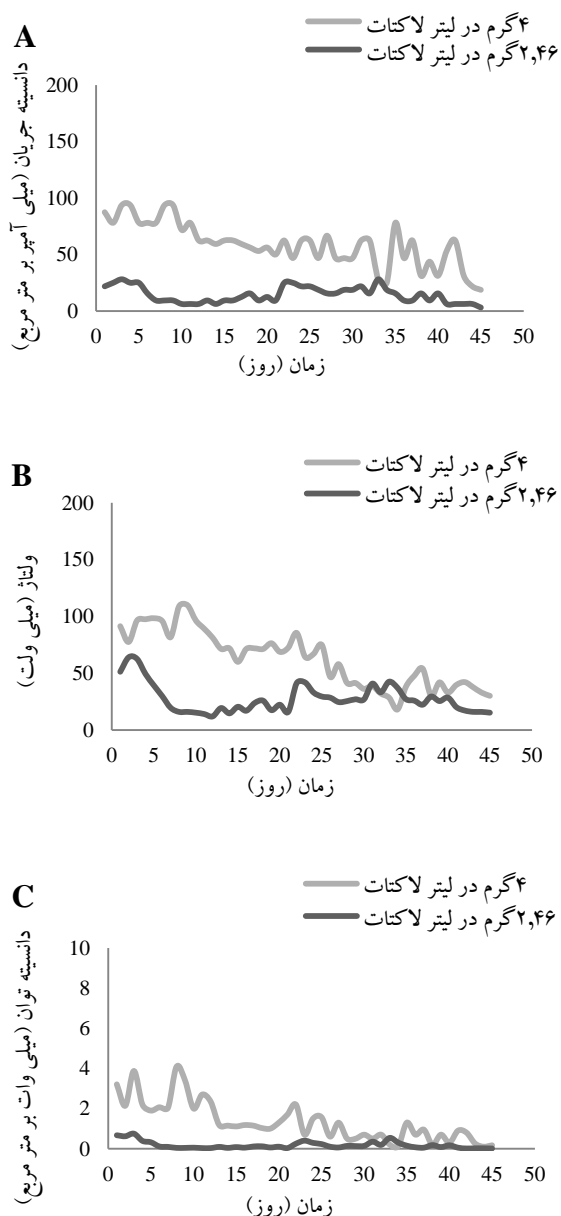 A
۴گرم در لیتر لاکتات
۲,۴۶گرم در لیتر لاکتات
دانسیته جریان (میلی آمپر بر متر مربع)
200
150
100
50
0
0 5 10 15 20 25 30 35 40 45 50
زمان (روز)
B
۴گرم در لیتر لاکتات
۲,۴۶گرم در لیتر لاکتات
ولتاژ (میلی ولت)
200
150
100
50
0
0 5 10 15 20 25 30 35 40 45 50
زمان (روز)
C
۴گرم در لیتر لاکتات
۲,۴۶گرم در لیتر لاکتات
دانسیته توان (میلی وات بر متر مربع)
10
8
6
4
2
0
0 5 10 15 20 25 30 35 40 45 50
زمان (روز)